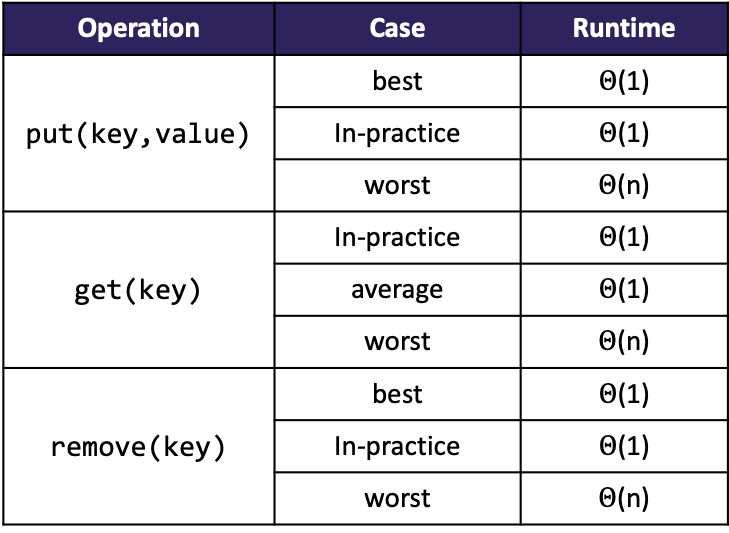 Operation Case Runtime
best Θ(1)
put(key,value) In-practice Θ(1)
worst Θ(n)
In-practice Θ(1)
get(key) average Θ(1)
worst Θ(n)
best Θ(1)
remove(key) In-practice Θ(1)
worst Θ(n)